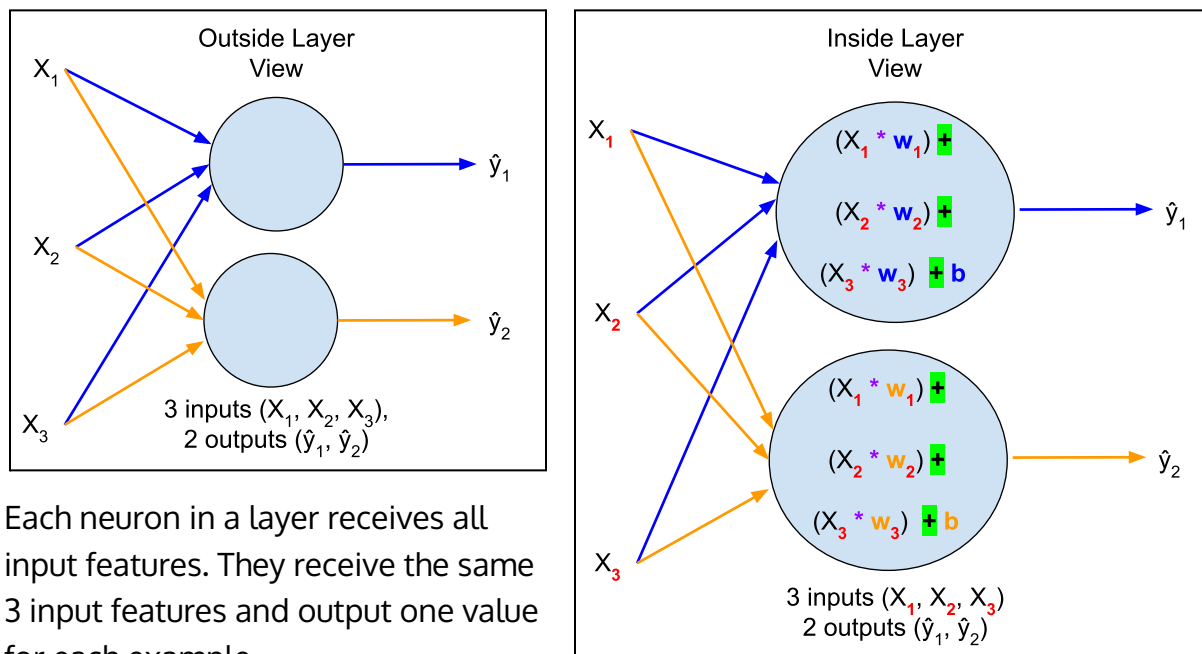 Outside Layer
View
X₁
X₂
X₃
ŷ₁
ŷ₂
3 inputs (X₁, X₂, X₃),
2 outputs (ŷ₁, ŷ₂)
Each neuron in a layer receives all
input features. They receive the same
3 input features and output one value
for each example
Inside Layer
View
X₁
X₂
X₃
(X₁ * w₁) +
(X₂ * w₂) +
(X₃ * w₃) + b
ŷ₁
(X₁ * w₁) +
(X₂ * w₂) +
(X₃ * w₃) + b
ŷ₂
3 inputs (X₁, X₂, X₃)
2 outputs (ŷ₁, ŷ₂)